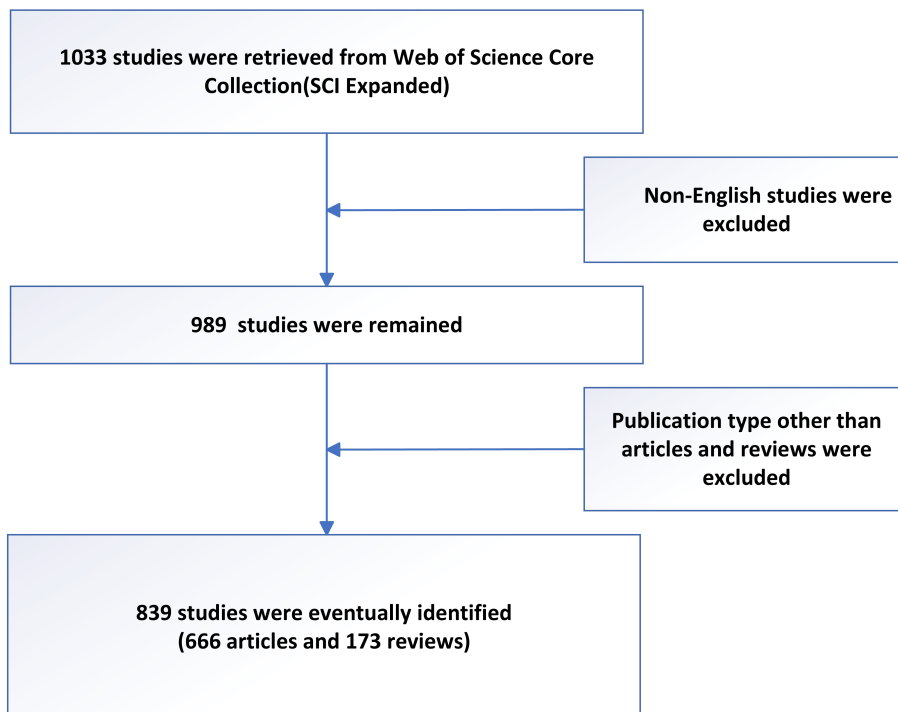 1033 studies were retrieved from Web of Science Core
Collection(SCI Expanded)
Non-English studies were
excluded
989 studies were remained
Publication type other than
articles and reviews were
excluded
839 studies were eventually identified
(666 articles and 173 reviews)